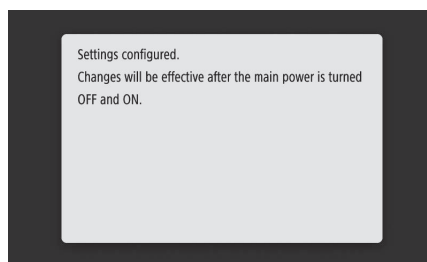 Settings configured.
Changes will be effective after the main power is turned
OFF and ON.